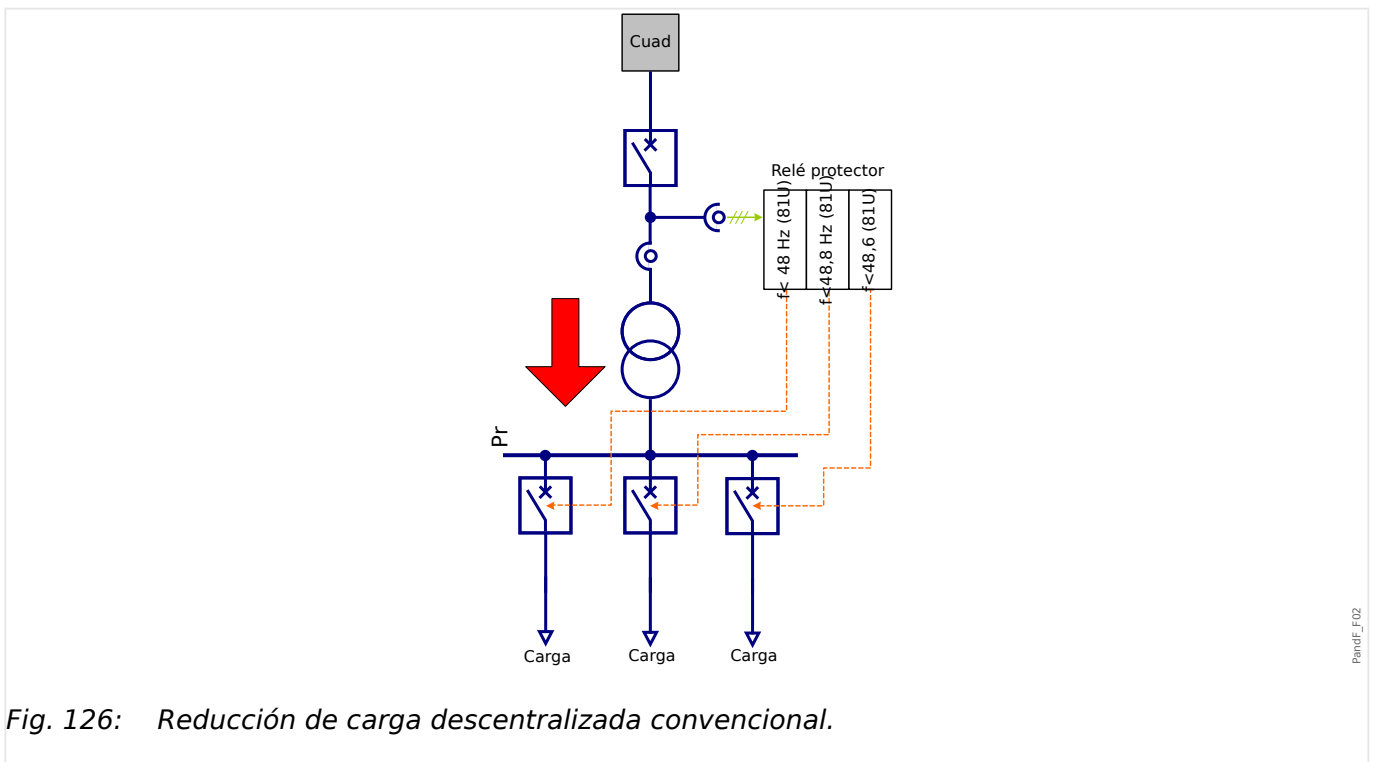 Cuad
Relé protector
f< 48 Hz (81U)
f<48,8 Hz (81U)
f<48,6 (81U)
Pr
Carga
Carga
Carga
PandF_F02
Fig. 126: Reducción de carga descentralizada convencional.